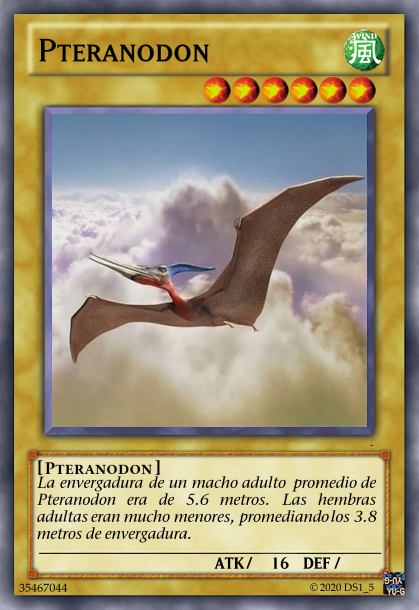 PTERANODON
WIND
風
-
[PTERANODON]
La envergadura de un macho adulto promedio de
Pteranodon era de 5.6 metros. Las hembras
adultas eran mucho menores, promediandolos 3.8
metros de envergadura.
ATK/ 16 DEF/
35467044 ©2020 DS1_5
YU-G